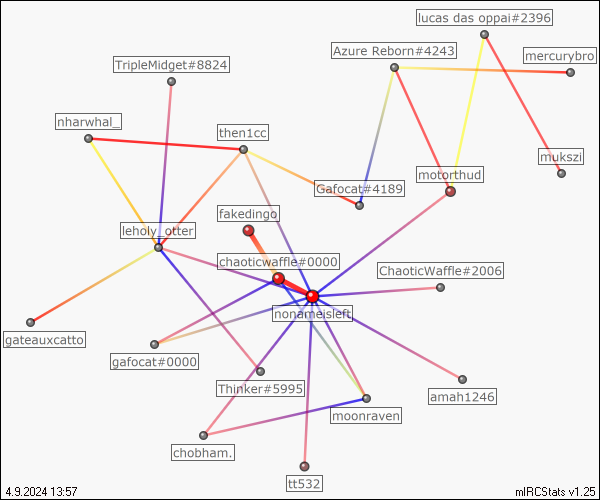 lucas das oppai#2396
Azure Reborn#4243
mercurybro
TripleMidget#8824
nharwhal_
then1cc
mukszi
motorthud
Gafocat#4189
fakedingo
leholy_otter
chaoticwaffle#0000
ChaoticWaffle#2006
nonameisleft.
gateauxcatto
gafocat#0000
Thinker#5995
amah1246
moonraven
chobham.
tt532
4.9.2024 13:57
mIRCStats v1.25